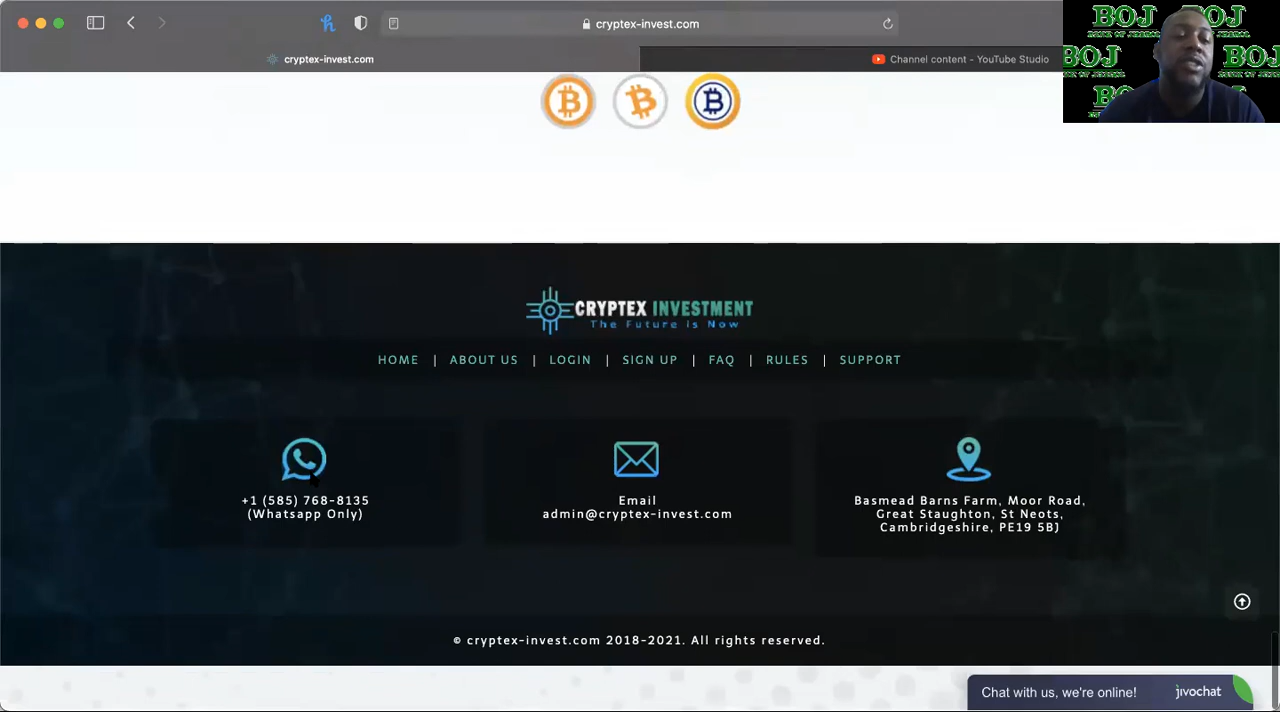 cryptex-invest.com
cryptex-invest.com
Channel content - YouTube Studio
BOJ
BOJ
BOJ
CRYPTEX INVESTMENT
The Future is Now
HOME | ABOUT US | LOGIN | SIGN UP | FAQ | RULES | SUPPORT
+1 (585) 768-8135
(Whatsapp Only)
Email
admin@cryptex-invest.com
Basmead Barns Farm, Moor Road,
Great Staughton, St Neots,
Cambridgeshire, PE19 5BJ
© cryptex-invest.com 2018-2021. All rights reserved.
Chat with us, we're online! jivochat